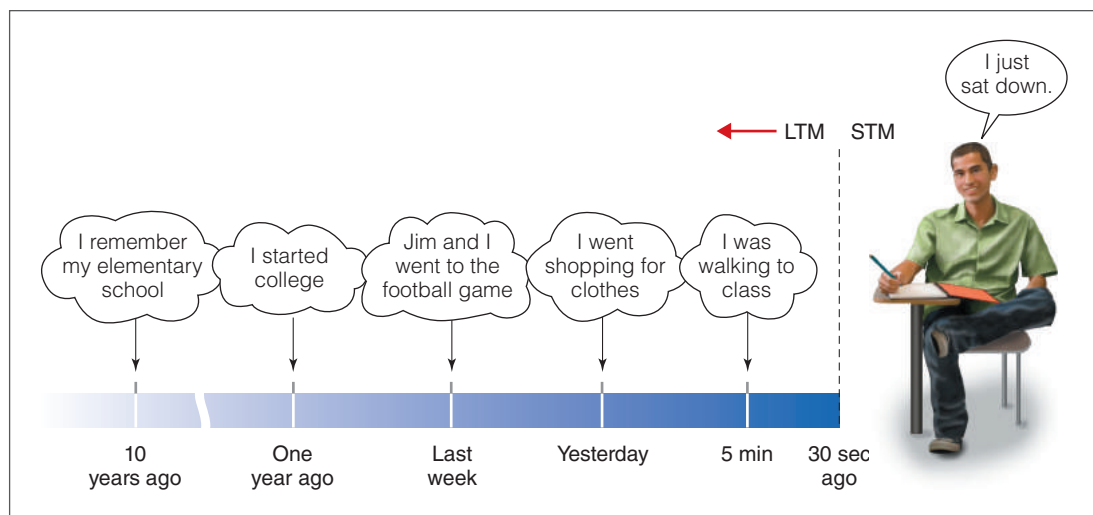 I just
sat down.
LTM STM
I remember
my elementary
school
I started
college
Jim and I
went to the
football game
I went
shopping for
clothes
I was
walking to
class
10
years ago
One
year ago
Last
week
Yesterday
5 min
30 sec
ago